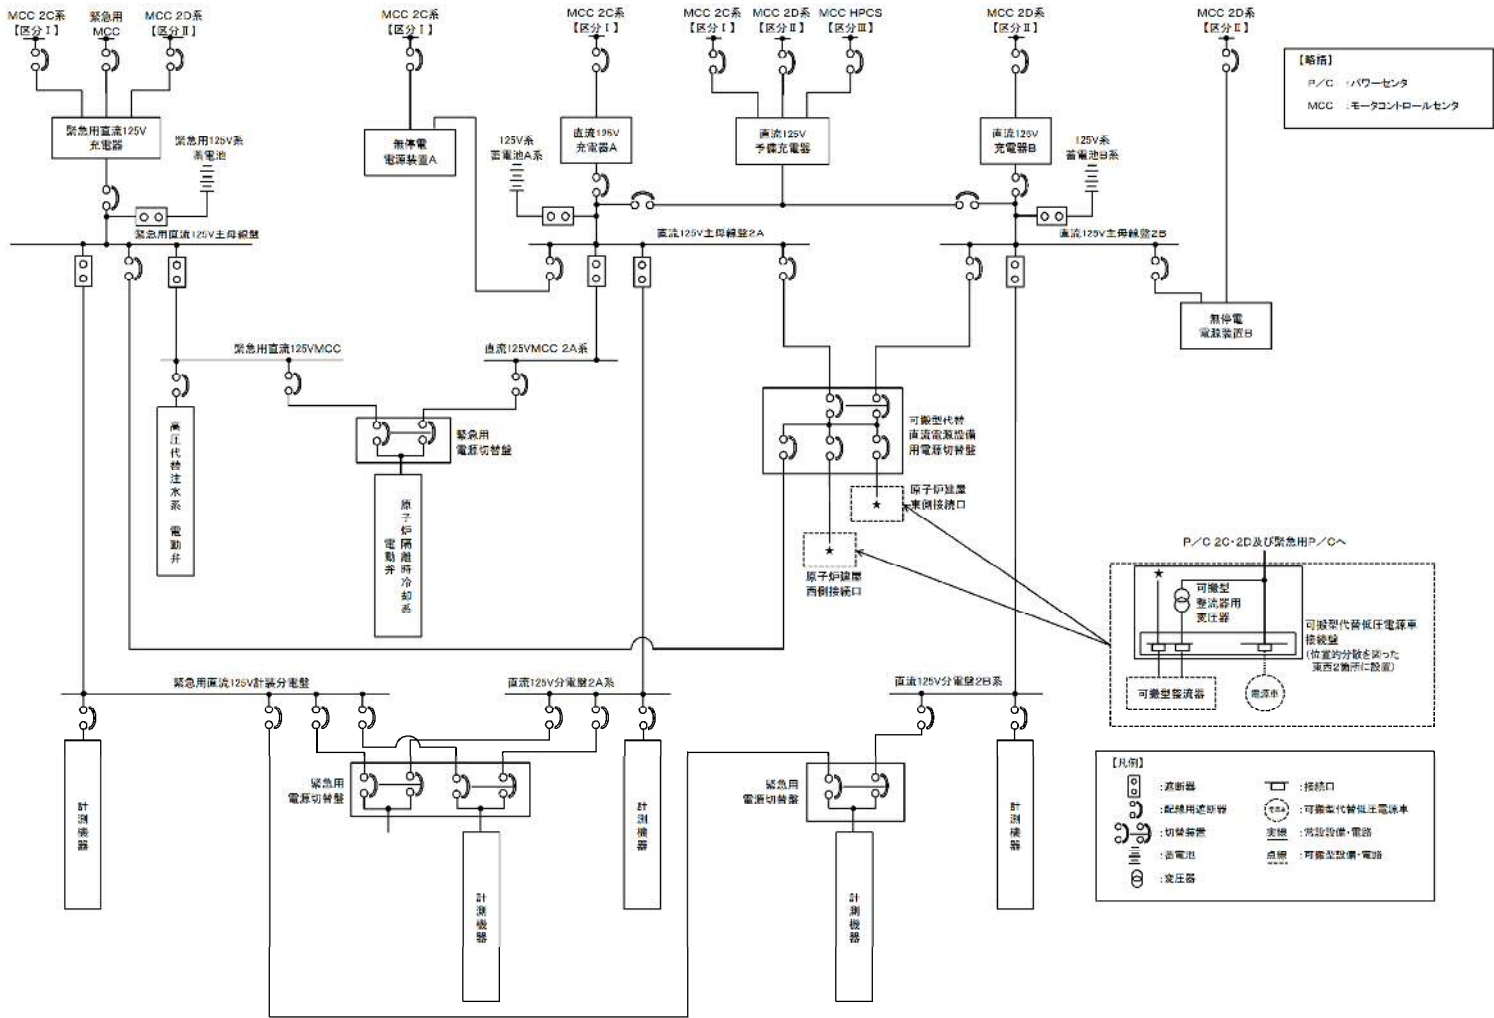 MCC 2C系
【区分Ⅰ】
緊急用
MCC
MCC 2D系
【区分Ⅱ】
MCC 2C系
【区分Ⅰ】
MCC 2C系
【区分Ⅰ】
MCC 2C系
【区分Ⅰ】
MCC 2D系
【区分Ⅱ】
MCC HPCS
【区分Ⅲ】
MCC 2D系
【区分Ⅱ】
MCC 2D系
【区分Ⅱ】
【略語】
P/C :パワーセンタ
MCC :モータコントロールセンタ
緊急用直流125V
充電器
緊急用125V系
蓄電池
無停電
電源装置A
125V系
蓄電池A系
直流125V
充電器A
直流125V
予備充電器
直流125V
充電器B
125V系
蓄電池B系
緊急用直流125V主母線盤
直流125V主母線盤2A
直流125V主母線盤2B
無停電
電源装置B
緊急用直流125VMCC
直流125VMCC 2A系
高圧代替注水系 電動弁
緊急用
電源切替盤
原子炉隔離時冷却系
電動弁
可搬型代替
直流電源設備
用電源切替盤
原子炉建屋
東側接続口
★
★
原子炉建屋
西側接続口
P/C 2C・2D及び緊急用P/Cへ
★
可搬型
整流器用
変圧器
可搬型代替低圧電源車
接続盤
(位置的分散を図った
東西2箇所に設置)
可搬型整流器
電源車
緊急用直流125V計装分電盤
直流125V分電盤2A系
直流125V分電盤2B系
計測機器
緊急用
電源切替盤
計測機器
計測機器
緊急用
電源切替盤
計測機器
計測機器
【凡例】
:遮断器
:配線用遮断器
:切替装置
:蓄電池
:変圧器
:接続口
電源車 :可搬型代替低圧電源車
実線 :常設設備・電路
点線 :可搬型設備・電路